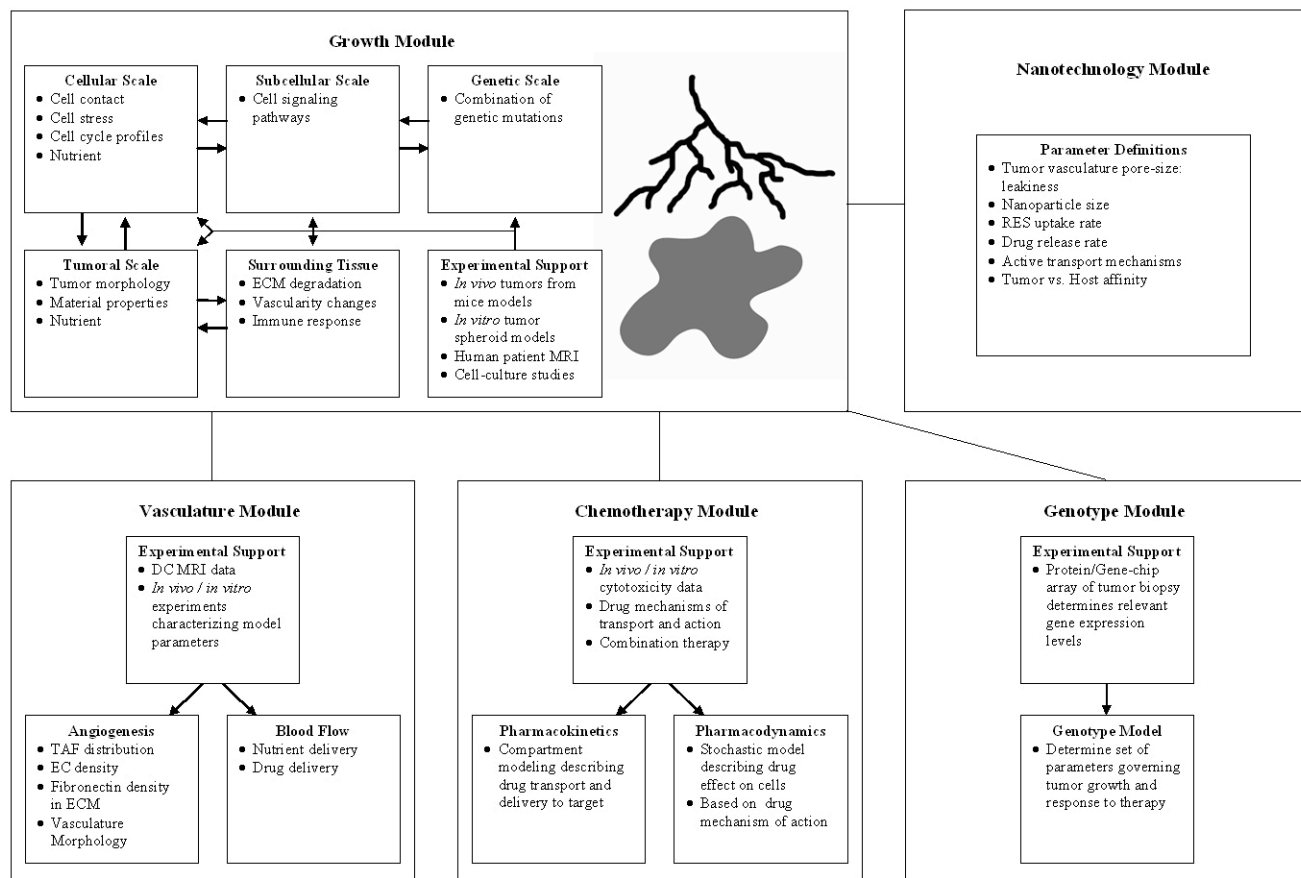 Growth Module
Cellular Scale
• Cell contact
• Cell stress
• Cell cycle profiles
• Nutrient
Subcellular Scale
• Cell signaling
pathways
Genetic Scale
• Combination of
genetic mutations
Tumoral Scale
• Tumor morphology
• Material properties
• Nutrient
Surrounding Tissue
• ECM degradation
• Vascularity changes
• Immune response
Experimental Support
• In vivo tumors from
mice models
• In vitro tumor
spheroid models
• Human patient MRI
• Cell-culture studies
Nanotechnology Module
Parameter Definitions
• Tumor vasculature pore-size:
leakiness
• Nanoparticle size
• RES uptake rate
• Drug release rate
• Active transport mechanisms
• Tumor vs. Host affinity
Vasculature Module
Experimental Support
• DC MRI data
• In vivo / in vitro
experiments
characterizing model
parameters
Angiogenesis
• TAF distribution
• EC density
• Fibronectin density
in ECM
• Vasculature
Morphology
Blood Flow
• Nutrient delivery
• Drug delivery
Chemotherapy Module
Experimental Support
• In vivo / in vitro
cytotoxicity data
• Drug mechanisms of
transport and action
• Combination therapy
Pharmacokinetics
• Compartment
modeling describing
drug transport and
delivery to target
Pharmacodynamics
• Stochastic model
describing drug
effect on cells
• Based on drug
mechanism of action
Genotype Module
Experimental Support
• Protein/Gene-chip
array of tumor biopsy
determines relevant
gene expression
levels
Genotype Model
• Determine set of
parameters governing
tumor growth and
response to therapy